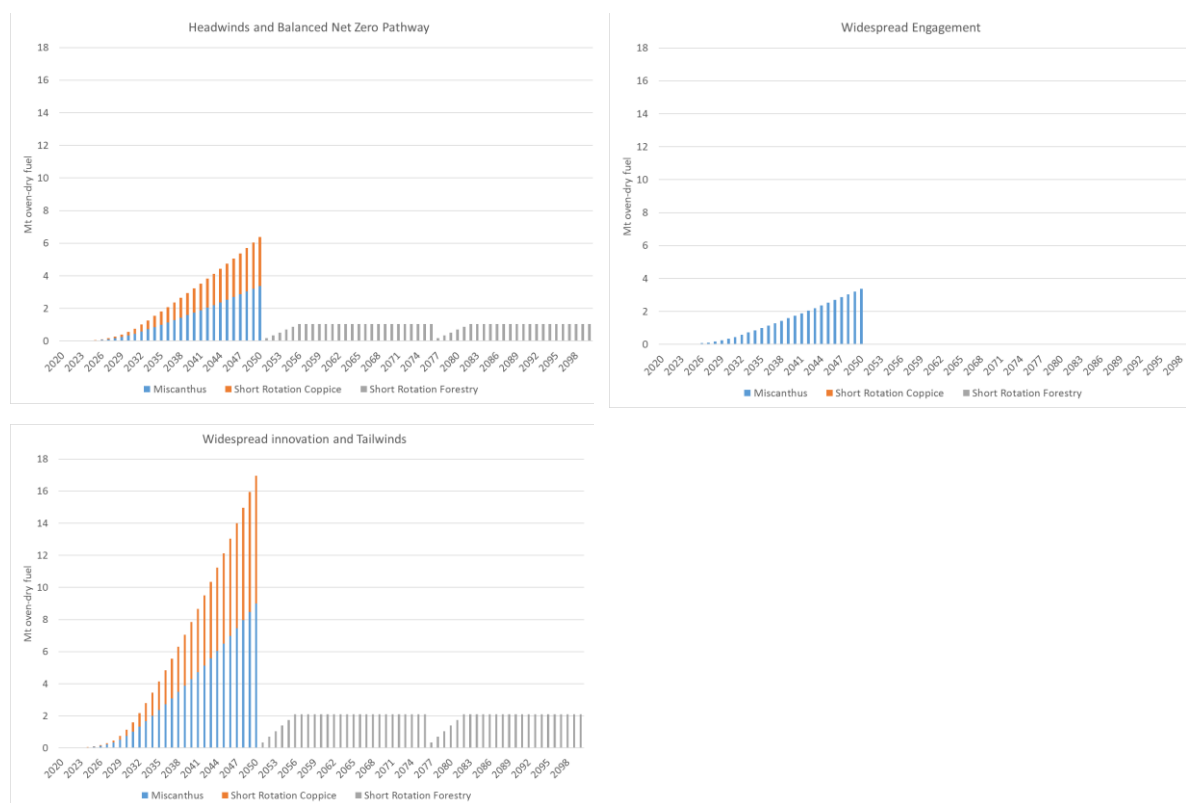 Headwinds and Balanced Net Zero Pathway
18
16
14
12
10
8
6
4
2
0
Mt oven-dry fuel
2020 2023 2026 2029 2032 2035 2038 2041 2044 2047 2050 2053 2056 2059 2062 2065 2068 2071 2074 2077 2080 2083 2086 2089 2092 2095 2098
Miscanthus Short Rotation Coppice Short Rotation Forestry
Widespread Engagement
18
16
14
12
10
8
6
4
2
0
Mt oven-dry fuel
2020 2023 2026 2029 2032 2035 2038 2041 2044 2047 2050 2053 2056 2059 2062 2065 2068 2071 2074 2077 2080 2083 2086 2089 2092 2095 2098
Miscanthus Short Rotation Coppice Short Rotation Forestry
Widespread innovation and Tailwinds
18
16
14
12
10
8
6
4
2
0
Mt oven-dry fuel
2020 2023 2026 2029 2032 2035 2038 2041 2044 2047 2050 2053 2056 2059 2062 2065 2068 2071 2074 2077 2080 2083 2086 2089 2092 2095 2098
Miscanthus Short Rotation Coppice Short Rotation Forestry